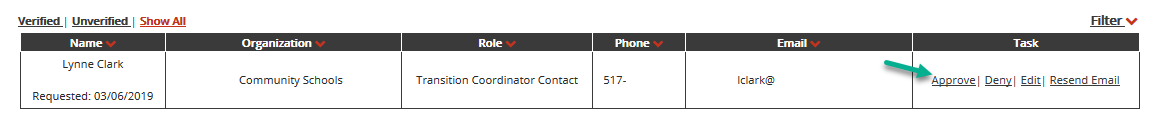 Verified | Unverified | Show All
Filter
Name Organization Role Phone Email Task
Lynne Clark
Requested: 03/06/2019
Community Schools
Transition Coordinator Contact
517-
lclark@
Approve| Deny| Edit| Resend Email